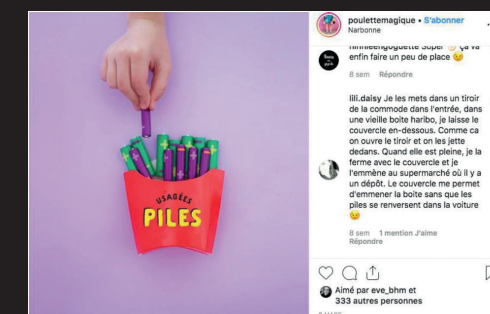 USAGÉES
PILES
poulettemagique • S'abonner
Narbonne
enfin faire un peu de place 😉
8 sem Répondre
lili.daisy Je les mets dans un tiroir
de la commode dans l'entrée, dans
une vieille boite haribo, je laisse le
couvercle en-dessous. Comme ca
on ouvre le tiroir et on les jette
dedans. Quand elle est pleine, je la
ferme avec le couvercle et je
l'emmène au supermarché où il y a
un dépôt. Le couvercle me permet
d'emmener la boite sans que les
piles se renversent dans la voiture
😉
8 sem 1 mention J'aime
Répondre
Aimé par eve_bhm et
333 autres personnes